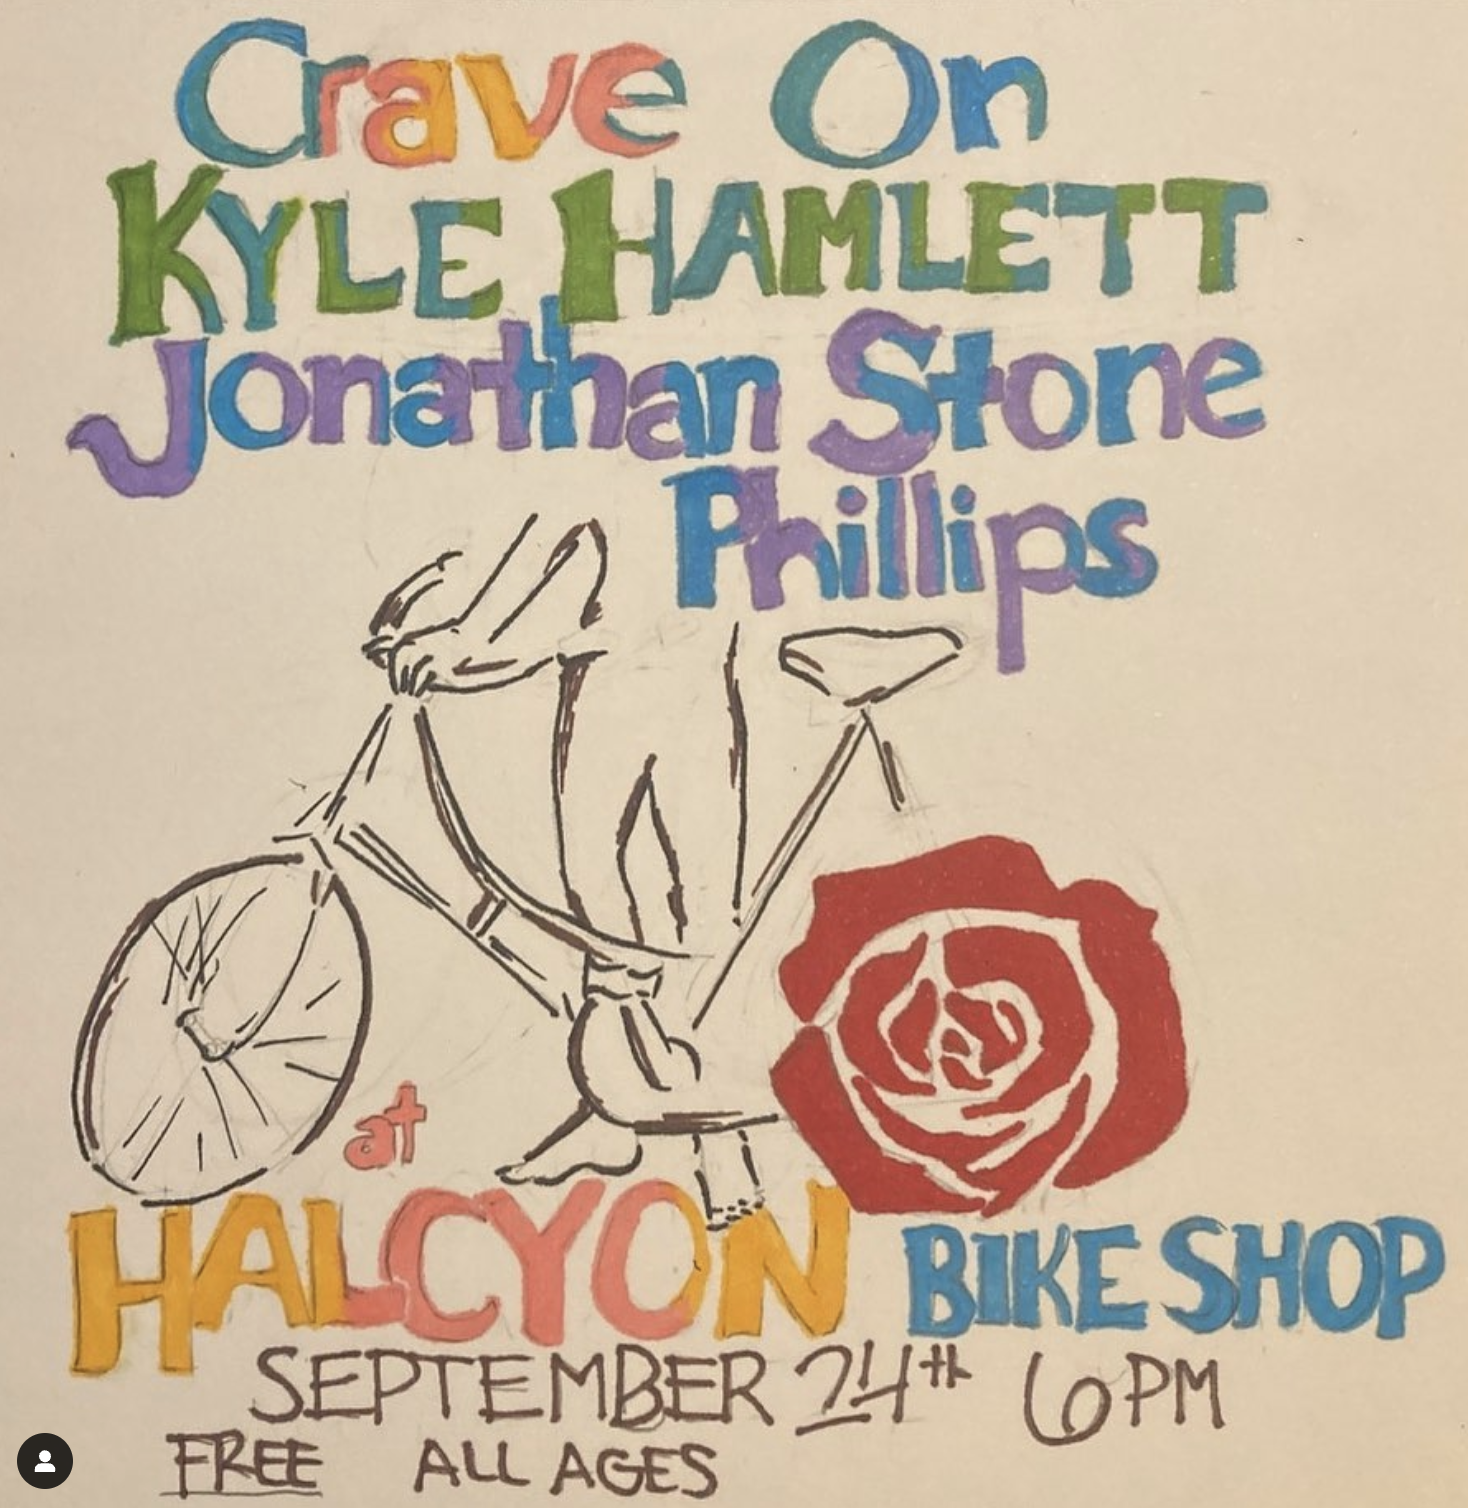 Crave On
KYLE HAMLETT
Jonathan Stone
Phillips
at
HALCYON BIKE SHOP
SEPTEMBER 24th 6PM
FREE ALL AGES